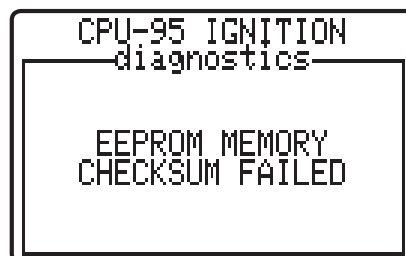 CPU-95 IGNITION
diagnostics
EEPROM MEMORY
CHECKSUM FAILED